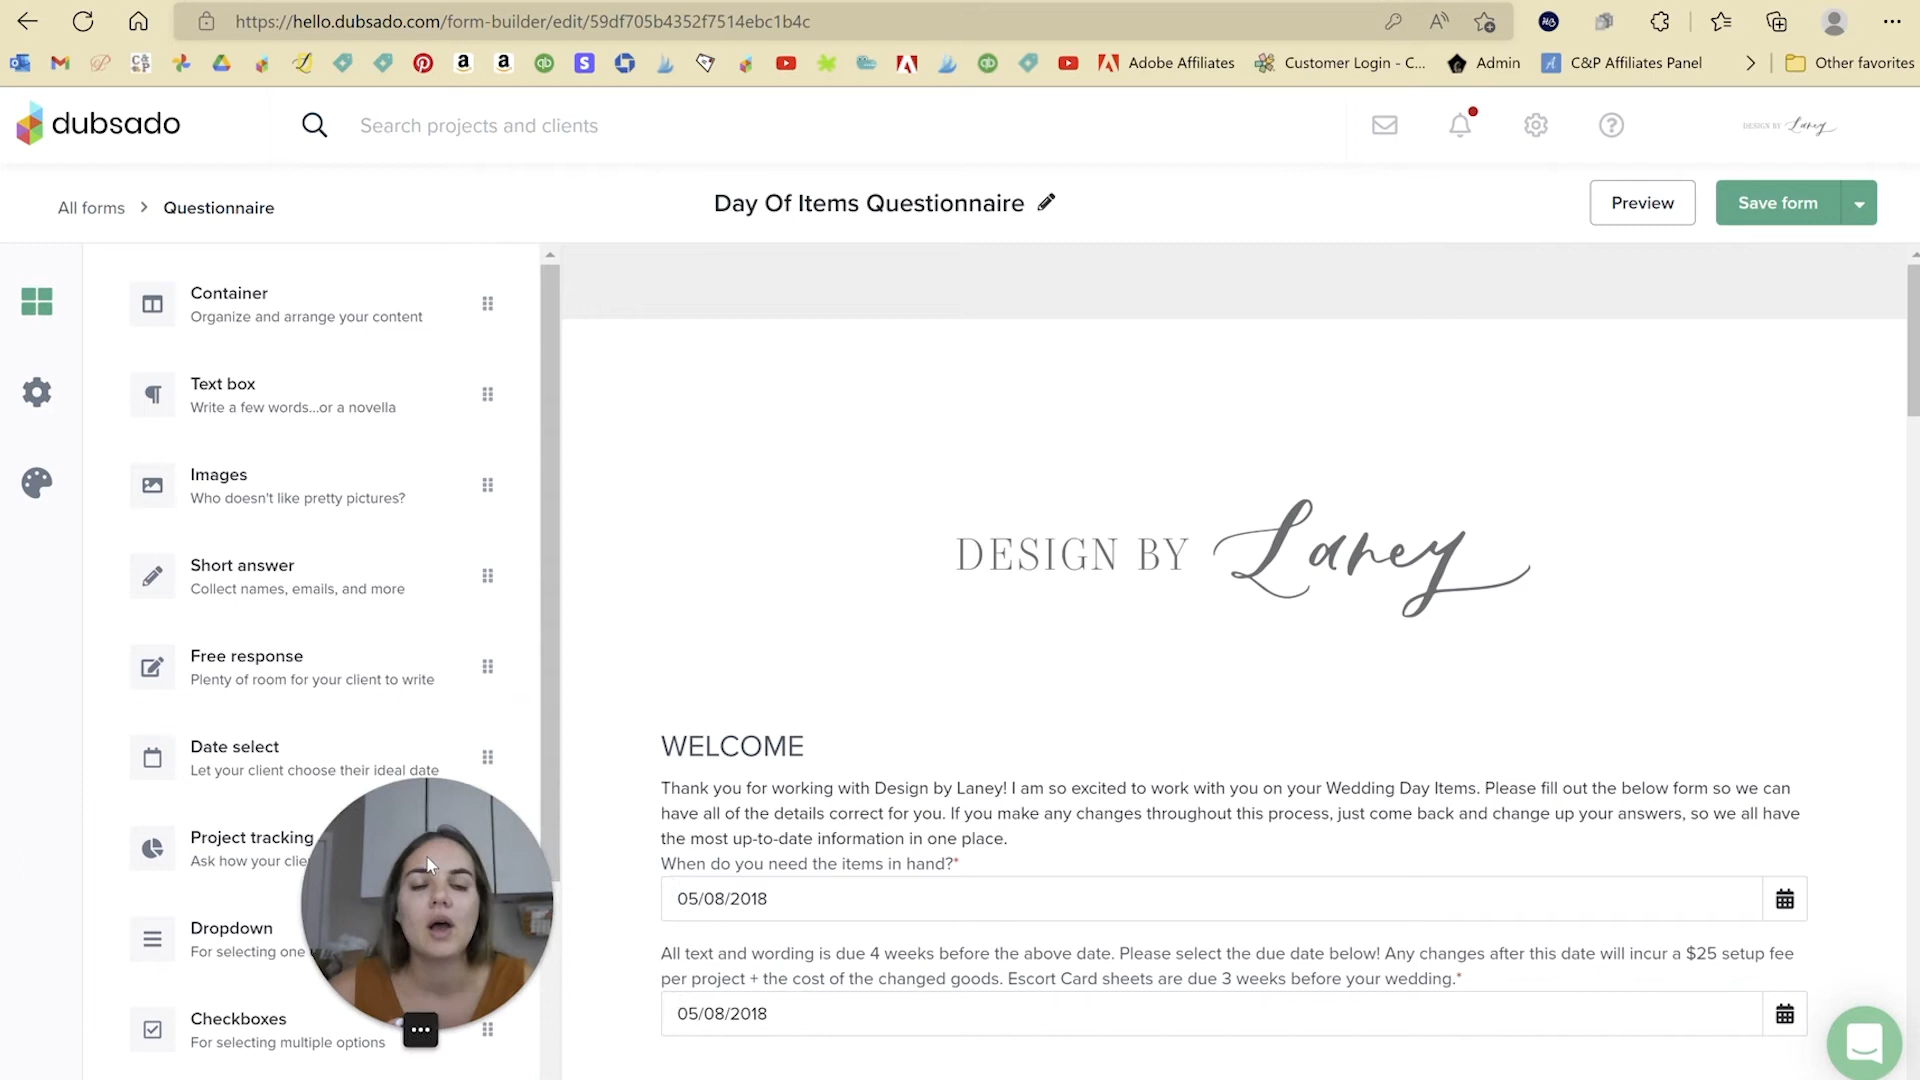 https://hello.dubsado.com/form-builder/edit/59df705b4352f7514ebc1b4c
Adobe Affiliates
Customer Login - C...
Admin
C&P Affiliates Panel
Other favorites
dubsado
Search projects and clients
DESIGN BY Laney
All forms > Questionnaire
Day Of Items Questionnaire
Preview
Save form
Container
Organize and arrange your content
Text box
Write a few words...or a novella
Images
Who doesn't like pretty pictures?
Short answer
Collect names, emails, and more
Free response
Plenty of room for your client to write
Date select
Let your client choose their ideal date
Project tracking
Ask how your clie
Dropdown
For selecting one
Checkboxes
For selecting multiple options
DESIGN BY Laney
WELCOME
Thank you for working with Design by Laney! I am so excited to work with you on your Wedding Day Items. Please fill out the below form so we can
have all of the details correct for you. If you make any changes throughout this process, just come back and change up your answers, so we all have
the most up-to-date information in one place.
When do you need the items in hand?*
05/08/2018
All text and wording is due 4 weeks before the above date. Please select the due date below! Any changes after this date will incur a $25 setup fee
per project + the cost of the changed goods. Escort Card sheets are due 3 weeks before your wedding.*
05/08/2018